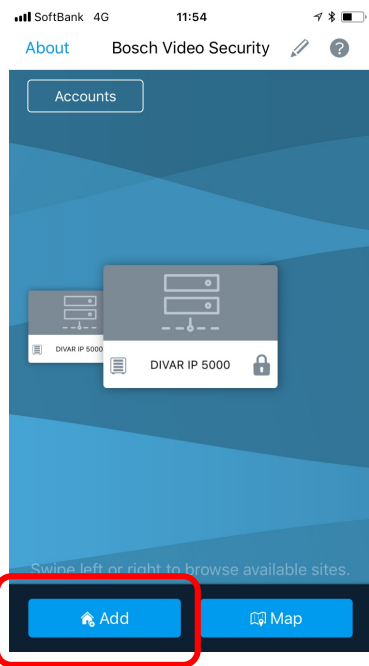 SoftBank 4G 11:54
About Bosch Video Security ?
Accounts
DIVAR IP 5000
DIVAR IP 5000
Swipe left or right to browse available sites.
Add Map